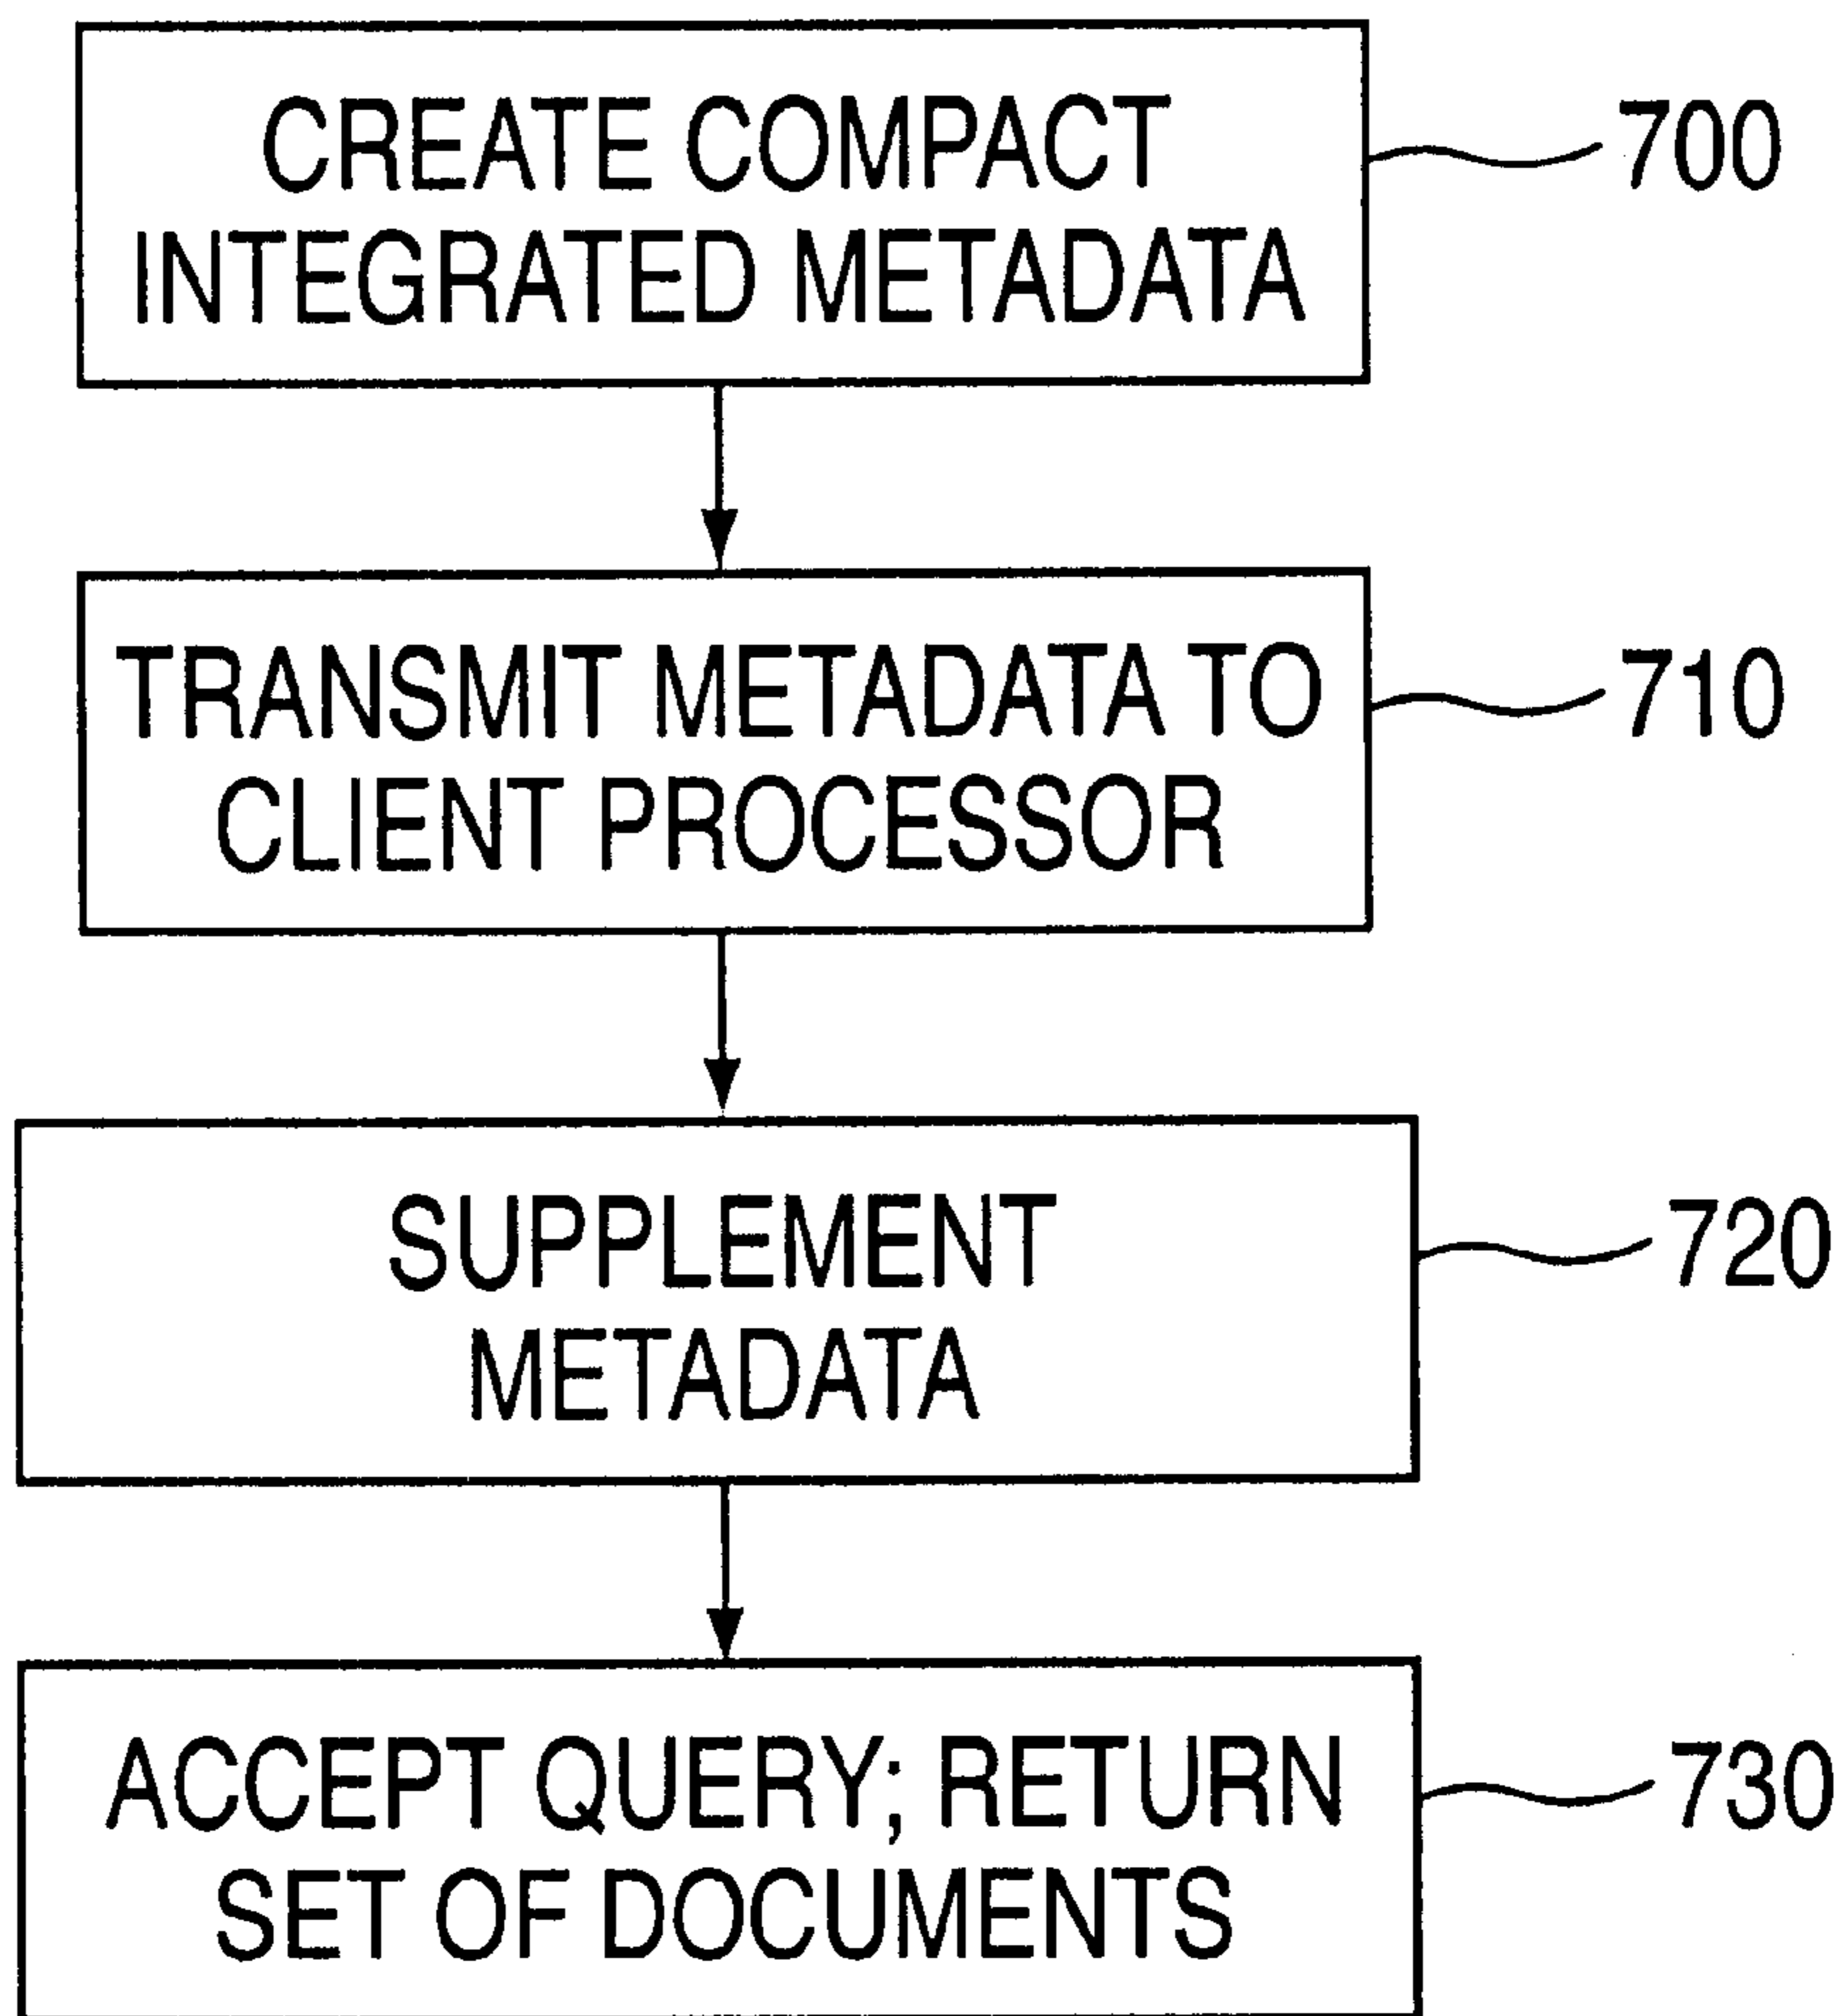 CREATE COMPACT
INTEGRATED METADATA
700
TRANSMIT METADATA TO
CLIENT PROCESSOR
710
SUPPLEMENT
METADATA
720
ACCEPT QUERY; RETURN
SET OF DOCUMENTS
730